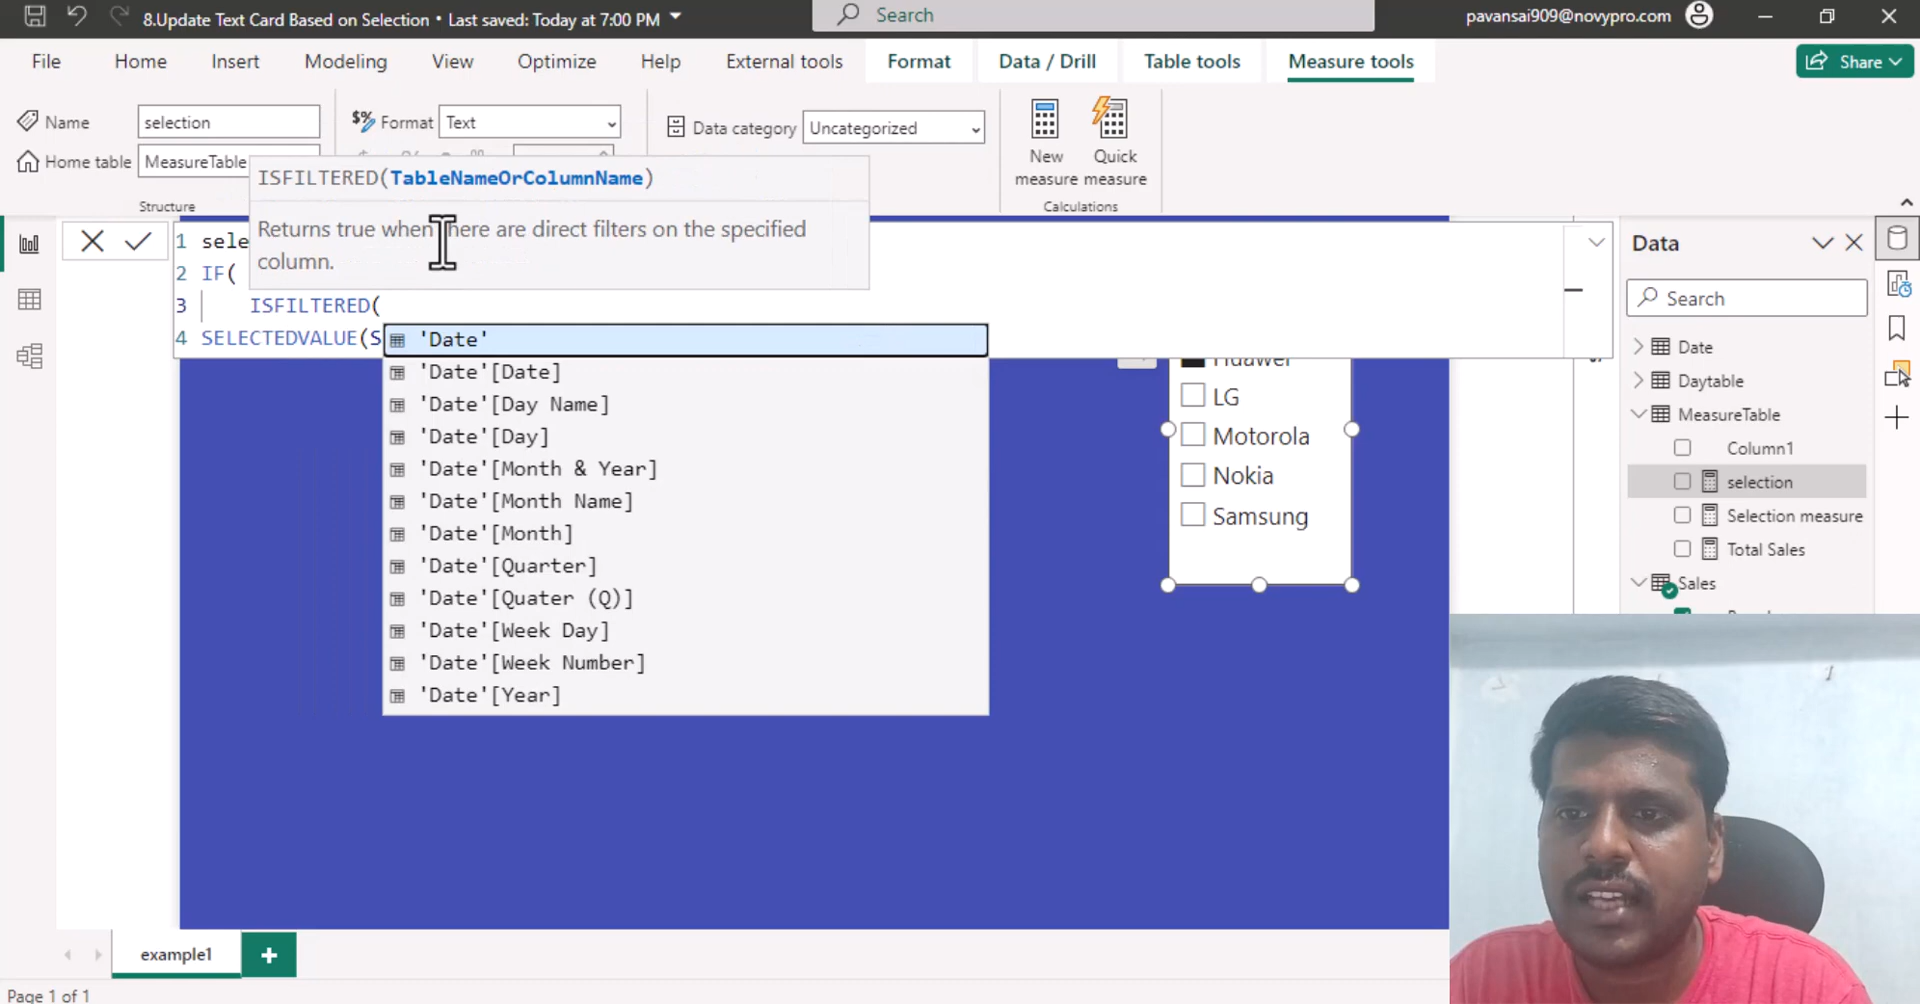 8.Update Text Card Based on Selection • Last saved: Today at 7:00 PM
Search
pavansai909@novypro.com
File
Home
Insert
Modeling
View
Optimize
Help
External tools
Format
Data / Drill
Table tools
Measure tools
Share
Name
selection
Home table
MeasureTable
Structure
$% Format
Text
Data category
Uncategorized
New measure
Quick measure
Calculations
ISFILTERED(TableNameOrColumnName)
Returns true when there are direct filters on the specified
column.
1 sele
2 IF(
3 ISFILTERED(
4 SELECTEDVALUE(S
'Date'
'Date'[Date]
'Date'[Day Name]
'Date'[Day]
'Date'[Month & Year]
'Date'[Month Name]
'Date'[Month]
'Date'[Quarter]
'Date'[Quater (Q)]
'Date'[Week Day]
'Date'[Week Number]
'Date'[Year]
Huawei
LG
Motorola
Nokia
Samsung
Data
Search
Date
Daytable
MeasureTable
Column1
selection
Selection measure
Total Sales
Sales
example1
Page 1 of 1